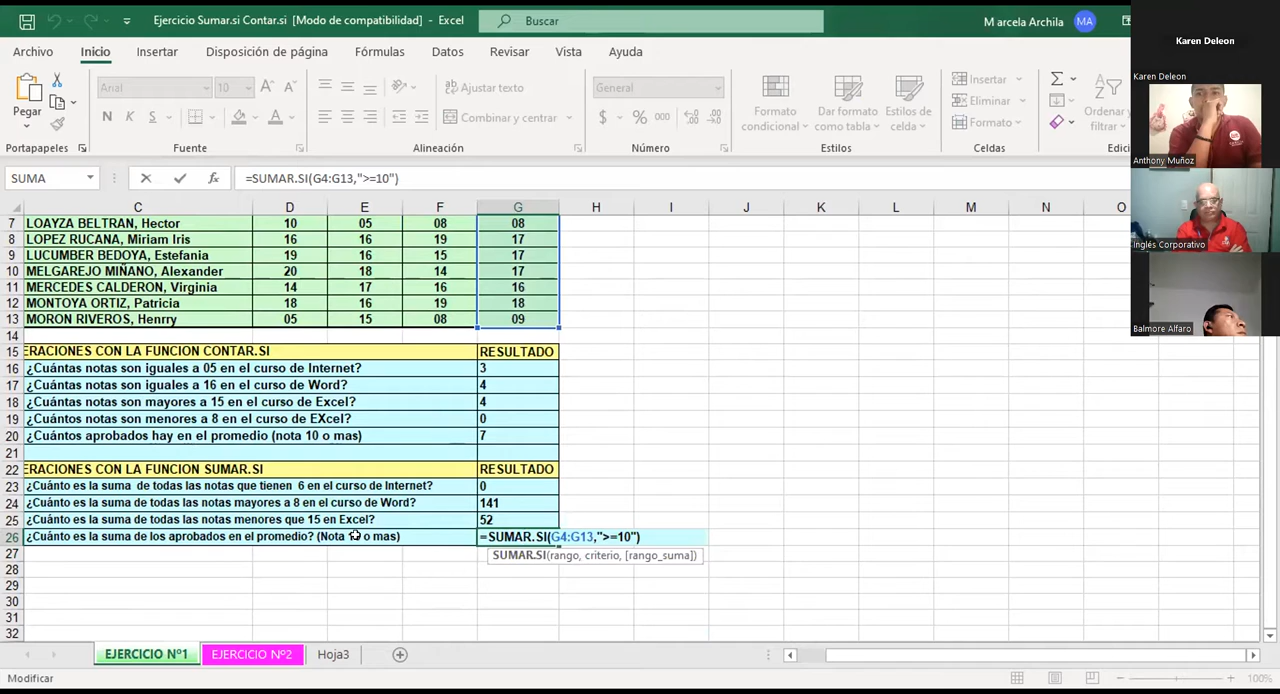 Ejercicio Sumar.si Contar.si [Modo de compatibilidad] - Excel
Buscar
Marcela Archila
MA
Archivo Inicio Insertar Disposición de página Fórmulas Datos Revisar Vista Ayuda
Pegar
Arial 10
N K S
Ajustar texto
Combinar y centrar
General
$ % 000
Formato condicional
Dar formato como tabla
Estilos de celda
Insertar
Eliminar
Formato
Ordenar y filtrar
Portapapeles Fuente Alineación Número Estilos Celdas Edici
SUMA =SUMAR.SI(G4:G13,">=10")
C D E F G H I J K L M N O
7 LOAYZA BELTRAN, Hector 10 05 08 08
8 LOPEZ RUCANA, Miriam Iris 16 16 19 17
9 LUCUMBER BEDOYA, Estefania 19 16 15 17
10 MELGAREJO MIÑANO, Alexander 20 18 14 17
11 MERCEDES CALDERON, Virginia 14 17 16 16
12 MONTOYA ORTIZ, Patricia 18 16 19 18
13 MORON RIVEROS, Henrry 05 15 08 09
14
15 ERACIONES CON LA FUNCION CONTAR.SI RESULTADO
16 ¿Cuántas notas son iguales a 05 en el curso de Internet? 3
17 ¿Cuántas notas son iguales a 16 en el curso de Word? 4
18 ¿Cuántas notas son mayores a 15 en el curso de Excel? 4
19 ¿Cuántas notas son menores a 8 en el curso de EXcel? 0
20 ¿Cuántos aprobados hay en el promedio (nota 10 o mas) 7
21
22 ERACIONES CON LA FUNCION SUMAR.SI RESULTADO
23 ¿Cuánto es la suma de todas las notas que tienen 6 en el curso de Internet? 0
24 ¿Cuánto es la suma de todas las notas mayores a 8 en el curso de Word? 141
25 ¿Cuánto es la suma de todas las notas menores que 15 en Excel? 52
26 ¿Cuánto es la suma de los aprobados en el promedio? (Nota o mas) =SUMAR.SI(G4:G13,">=10")
27 SUMAR.SI(rango, criterio, [rango_suma])
28
29
30
31
32
EJERCICIO Nº1 EJERCICIO Nº2 Hoja3
Modificar
100%
Karen Deleon
Karen Deleon
Anthony Muñoz
Inglés Corporativo
Balmore Alfaro